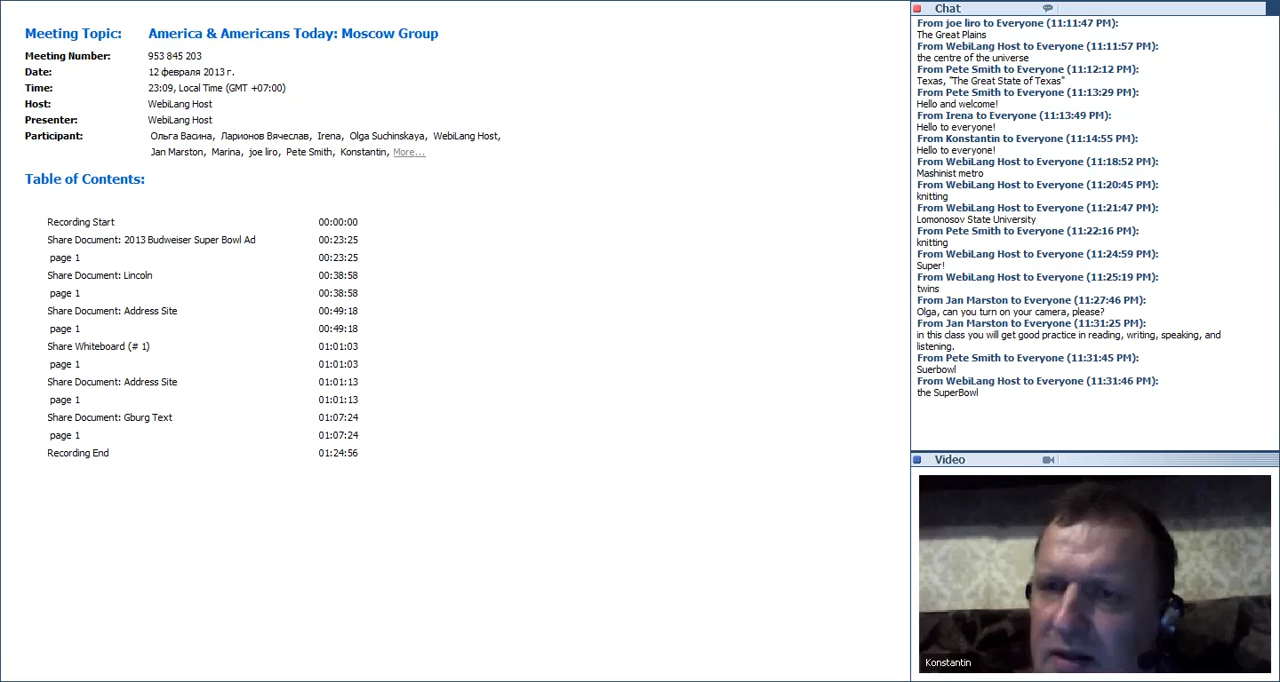 Meeting Topic: America & Americans Today: Moscow Group
Meeting Number: 953 845 203
Date: 12 февраля 2013 г.
Time: 23:09, Local Time (GMT +07:00)
Host: WebiLang Host
Presenter: WebiLang Host
Participant: Ольга Васина, Ларионов Вячеслав, Irena, Olga Suchinskaya, WebiLang Host,
Jan Marston, Marina, joe liro, Pete Smith, Konstantin, More...
Table of Contents:
Recording Start 00:00:00
Share Document: 2013 Budweiser Super Bowl Ad 00:23:25
page 1 00:23:25
Share Document: Lincoln 00:38:58
page 1 00:38:58
Share Document: Address Site 00:49:18
page 1 00:49:18
Share Whiteboard (# 1) 01:01:03
page 1 01:01:03
Share Document: Address Site 01:01:13
page 1 01:01:13
Share Document: Gburg Text 01:07:24
page 1 01:07:24
Recording End 01:24:56
Chat
From joe liro to Everyone (11:11:47 PM):
The Great Plains
From WebiLang Host to Everyone (11:11:57 PM):
the centre of the universe
From Pete Smith to Everyone (11:12:12 PM):
Texas, "The Great State of Texas"
From Pete Smith to Everyone (11:13:29 PM):
Hello and welcome!
From Irena to Everyone (11:13:49 PM):
Hello to everyone!
From Konstantin to Everyone (11:14:55 PM):
Hello to everyone!
From WebiLang Host to Everyone (11:18:52 PM):
Mashinist metro
From WebiLang Host to Everyone (11:20:45 PM):
knitting
From WebiLang Host to Everyone (11:21:47 PM):
Lomonosov State University
From Pete Smith to Everyone (11:22:16 PM):
knitting
From WebiLang Host to Everyone (11:24:59 PM):
Super!
From WebiLang Host to Everyone (11:25:19 PM):
twins
From Jan Marston to Everyone (11:27:46 PM):
Olga, can you turn on your camera, please?
From Jan Marston to Everyone (11:31:25 PM):
in this class you will get good practice in reading, writing, speaking, and
listening.
From Pete Smith to Everyone (11:31:45 PM):
Suerbowl
From WebiLang Host to Everyone (11:31:46 PM):
the SuperBowl
Video
Konstantin